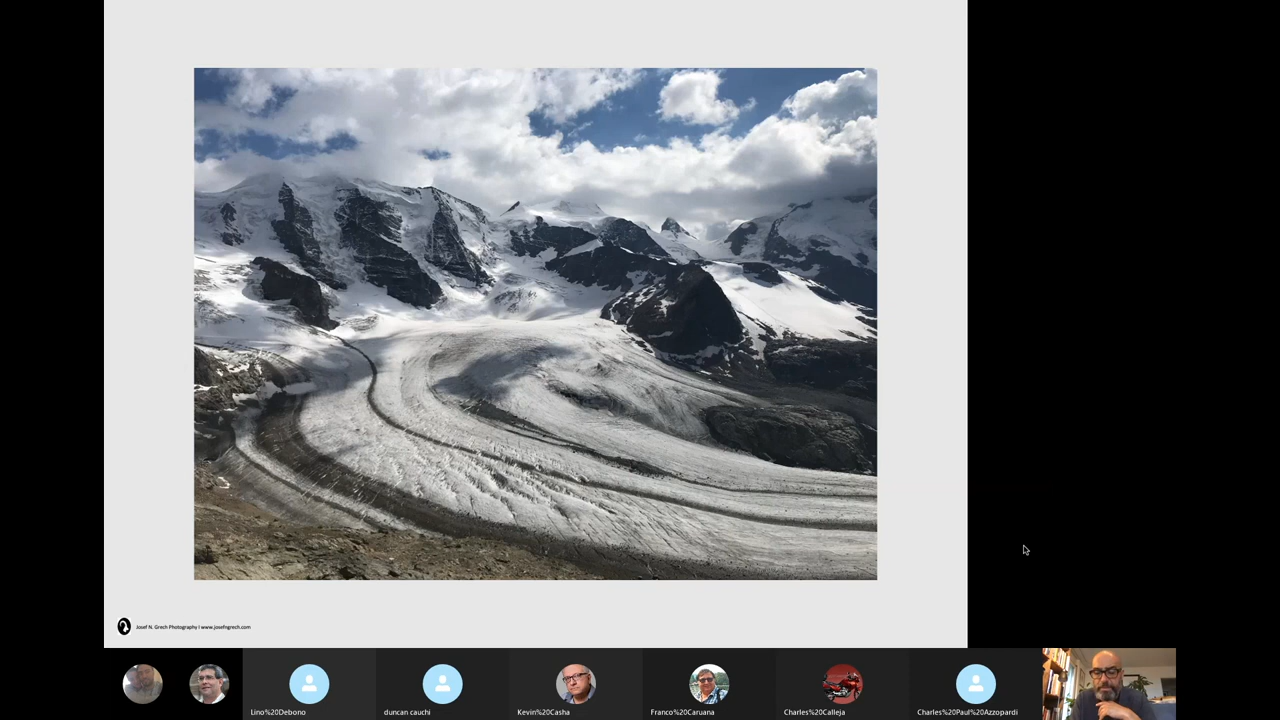 Josef N. Grech Photography I www.josefngrech.com
Lino%20Debono
duncan cauchi
Kevin%20Casha
Franco%20Caruana
Charles%20Calleja
Charles%20Paul%20Azzopardi